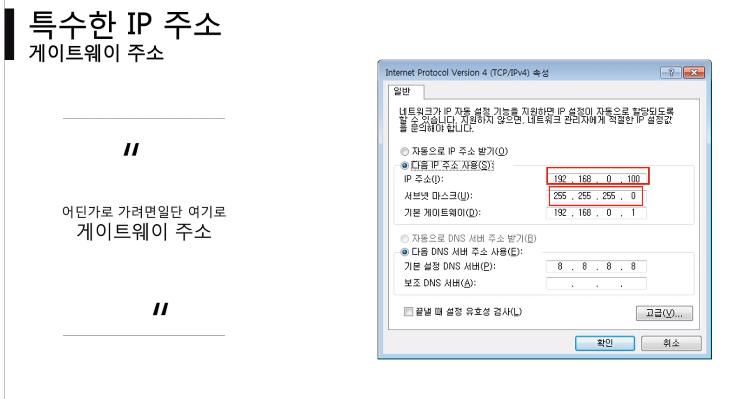 특수한 IP 주소
게이트웨이 주소
“
어딘가로 가려면일단 여기로
게이트웨이 주소
”
Internet Protocol Version 4 (TCP/IPv4) 속성
일반
네트워크가 IP 자동 설정 기능을 지원하면 IP 설정이 자동으로 할당되도록
할 수 있습니다. 지원하지 않으면, 네트워크 관리자에게 적절한 IP 설정값
을 문의해야 합니다.
자동으로 IP 주소 받기(O)
다음 IP 주소 사용(S):
IP 주소(I): 192 . 168 . 0 . 100
서브넷 마스크(U): 255 . 255 . 255 . 0
기본 게이트웨이(D): 192 . 168 . 0 . 1
자동으로 DNS 서버 주소 받기(B)
다음 DNS 서버 주소 사용(E):
기본 설정 DNS 서버(P): 8 . 8 . 8 . 8
보조 DNS 서버(A): . . .
끝낼 때 설정 유효성 검사(L)
고급(V)...
확인 취소